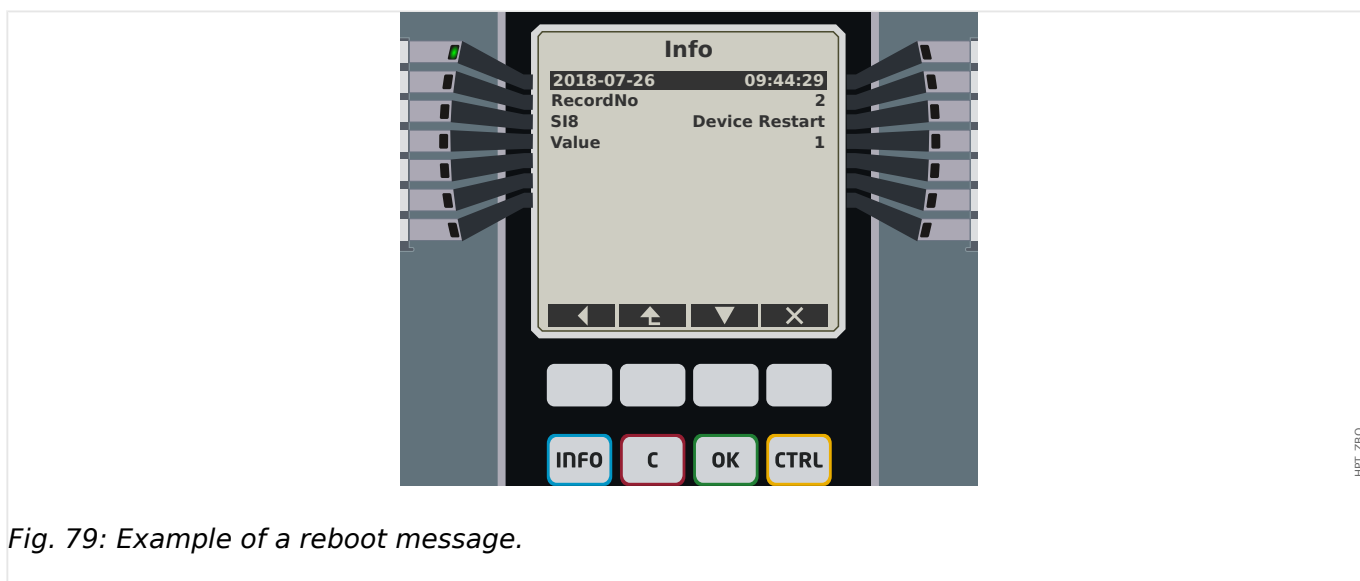 Info
2018-07-26 09:44:29
RecordNo 2
SI8 Device Restart
Value 1
INFO C OK CTRL
HPT_ZBO
Fig. 79: Example of a reboot message.